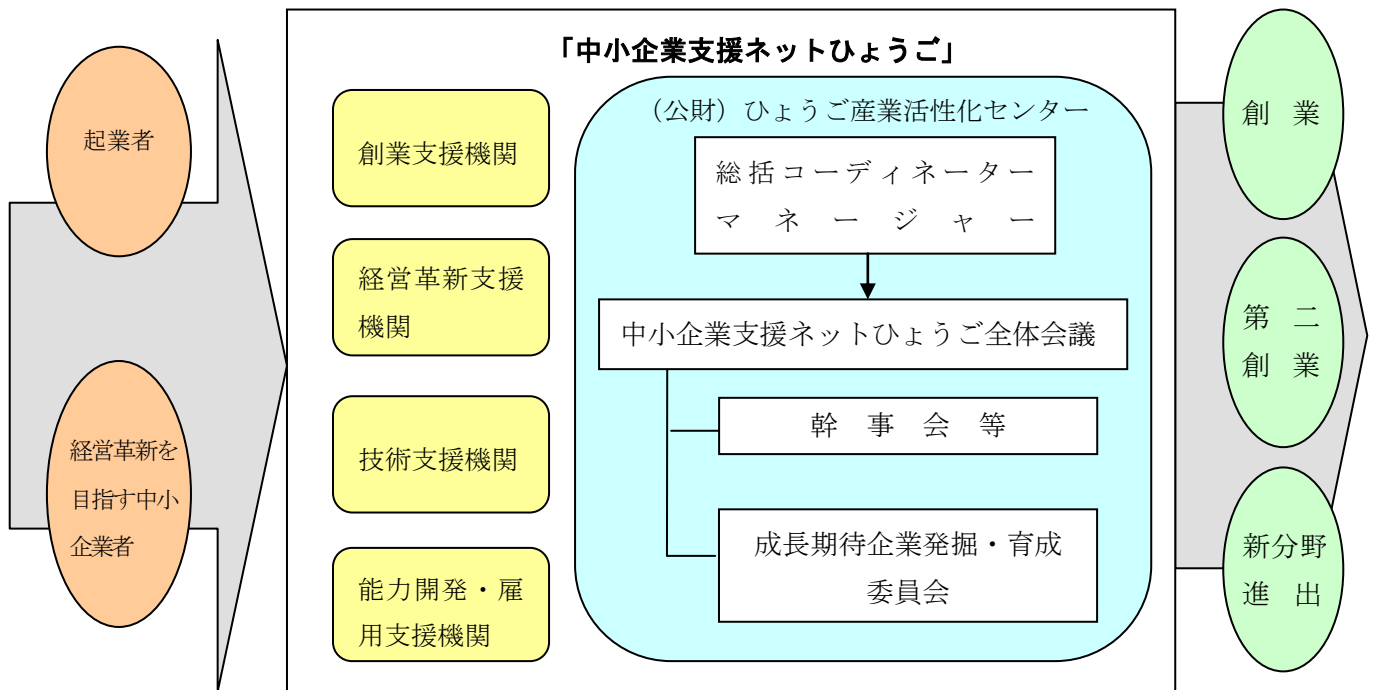 「中小企業支援ネットひょうご」
起業者
経営革新を
目指す中小
企業者
創業支援機関
経営革新支援
機関
技術支援機関
能力開発・雇
用支援機関
（公財）ひょうご産業活性化センター
総括コーディネーター
マネージャー
中小企業支援ネットひょうご全体会議
幹事会等
成長期待企業発掘・育成
委員会
創業
第二
創業
新分野
進出